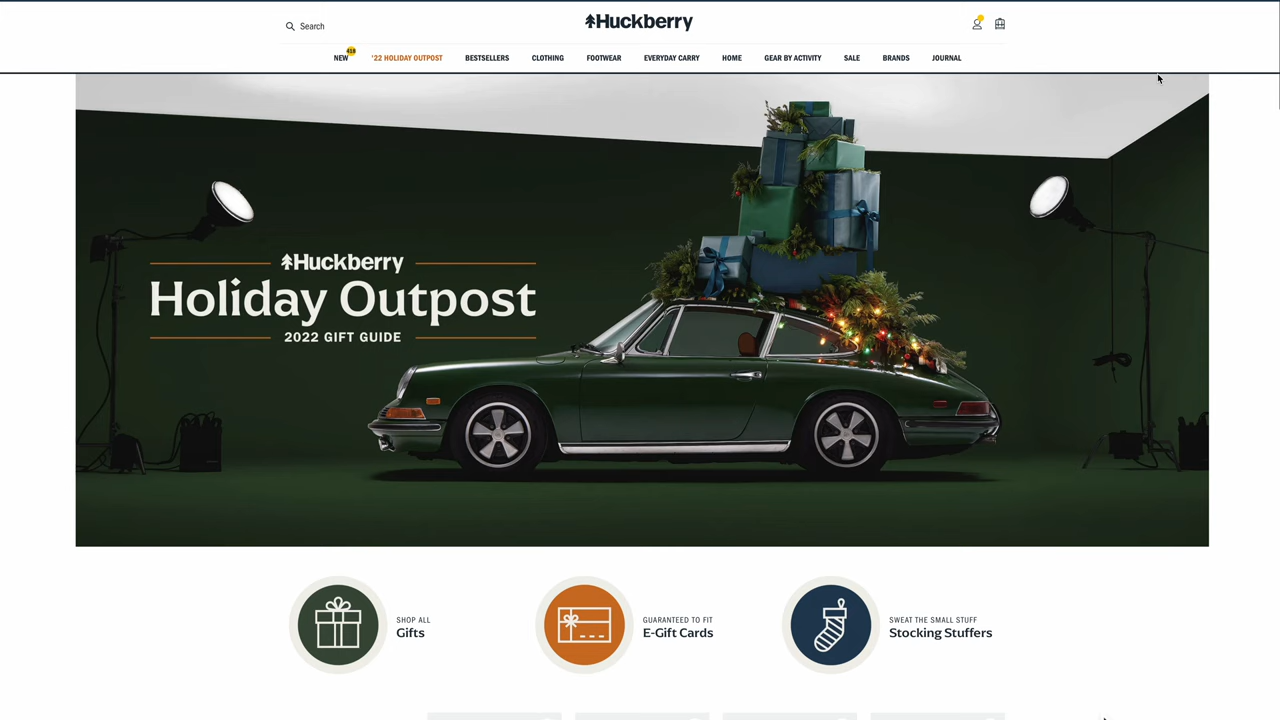 Search
Huckberry
NEW
419
'22 HOLIDAY OUTPOST
BESTSELLERS
CLOTHING
FOOTWEAR
EVERYDAY CARRY
HOME
GEAR BY ACTIVITY
SALE
BRANDS
JOURNAL
Huckberry
Holiday Outpost
2022 GIFT GUIDE
SHOP ALL
Gifts
GUARANTEED TO FIT
E-Gift Cards
SWEAT THE SMALL STUFF
Stocking Stuffers